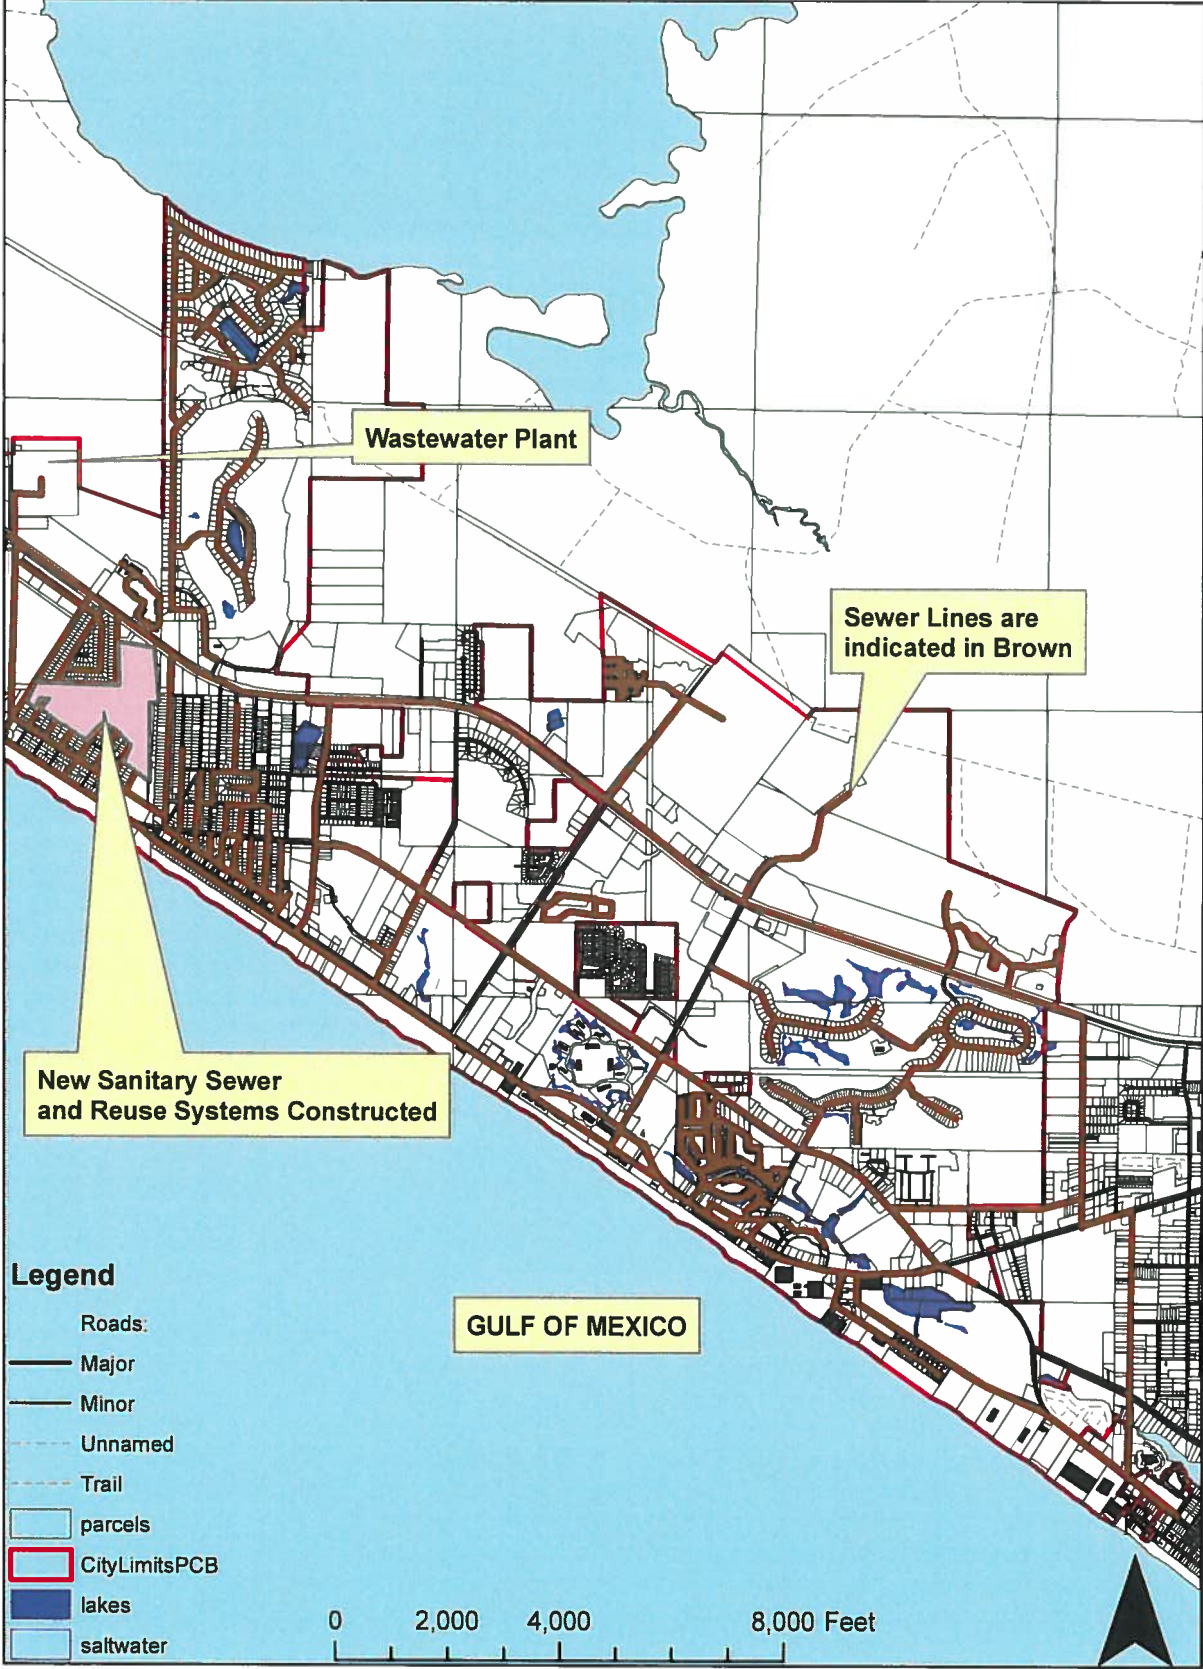 Wastewater Plant
Sewer Lines are
indicated in Brown
New Sanitary Sewer
and Reuse Systems Constructed
GULF OF MEXICO
Legend
Roads:
Major
Minor
Unnamed
Trail
parcels
CityLimitsPCB
lakes
saltwater
0 2,000 4,000 8,000 Feet